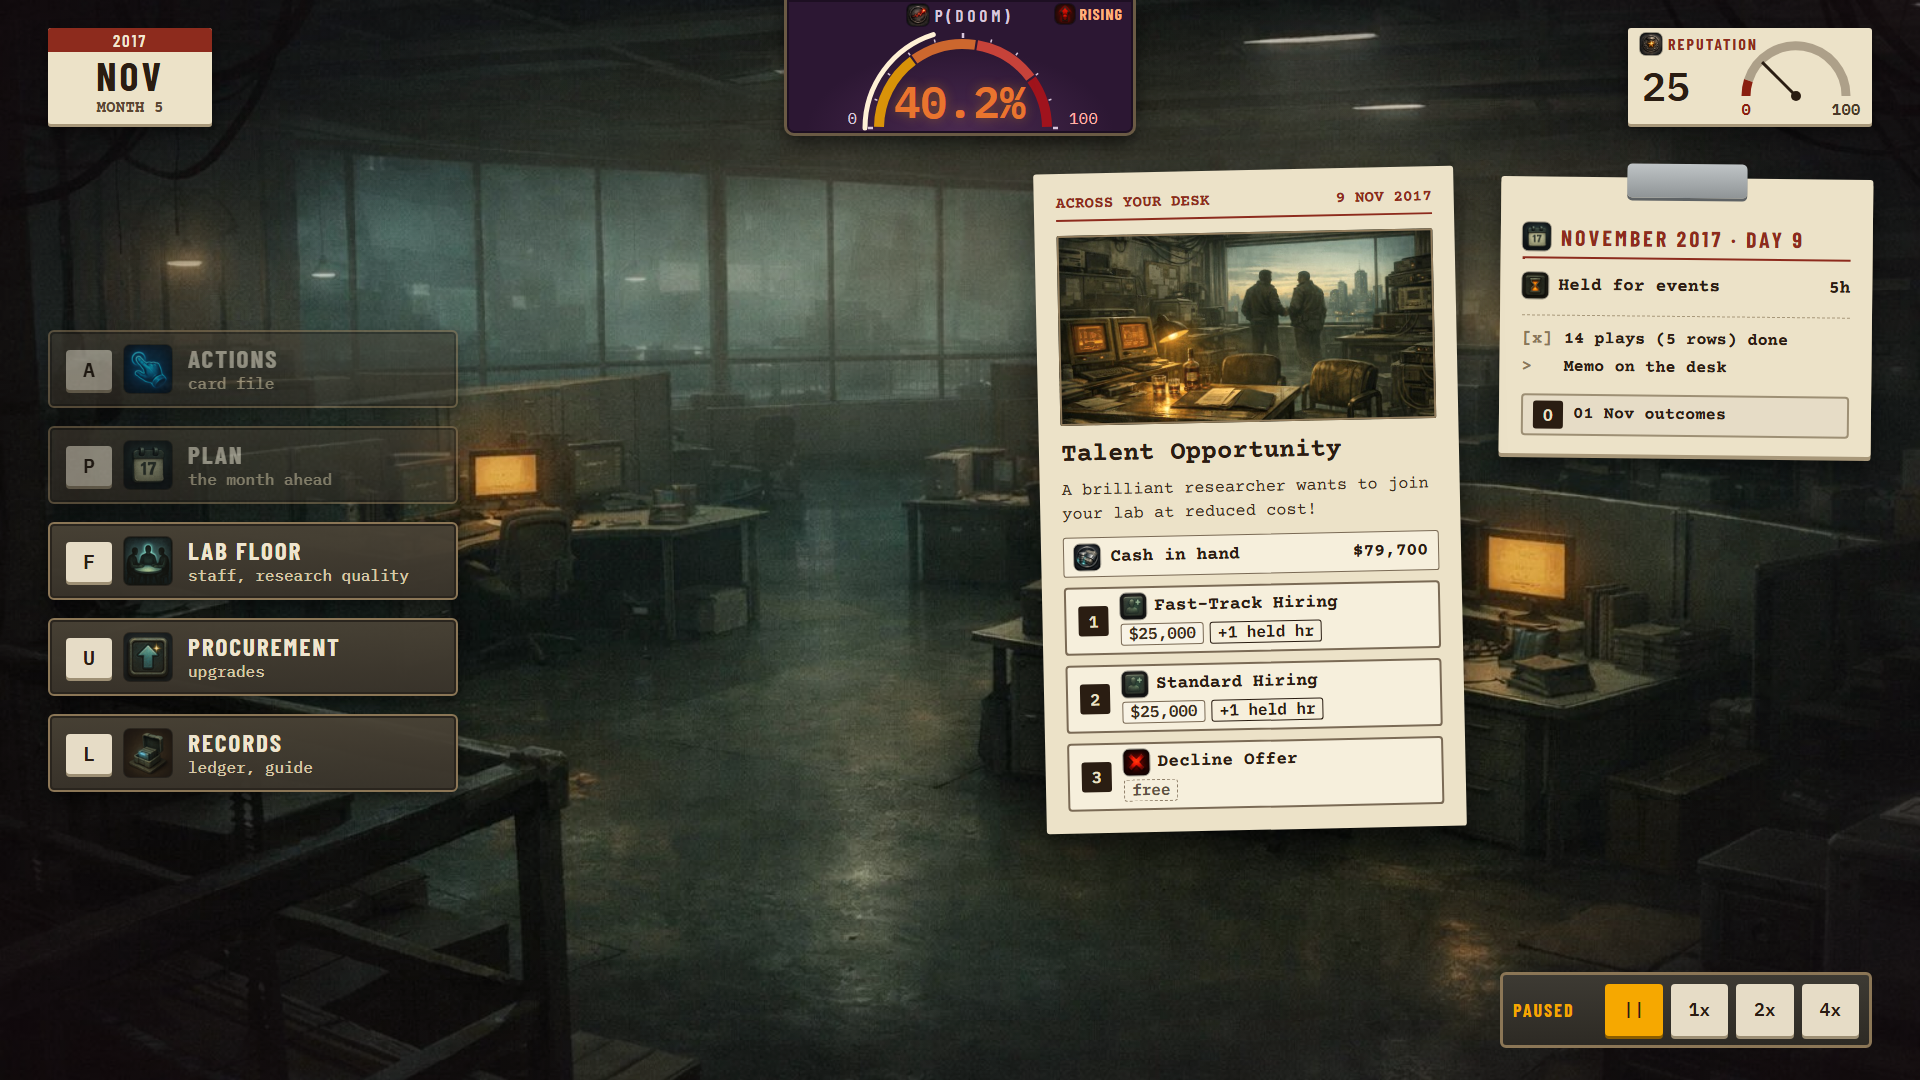 2017
NOV
MONTH 5
P(DOOM)
RISING
40.2%
0
100
REPUTATION
25
0
100
A
ACTIONS
card file
P
17
PLAN
the month ahead
F
LAB FLOOR
staff, research quality
U
PROCUREMENT
upgrades
L
RECORDS
ledger, guide
ACROSS YOUR DESK
9 NOV 2017
Talent Opportunity
A brilliant researcher wants to join
your lab at reduced cost!
Cash in hand
$79,700
1
Fast-Track Hiring
$25,000
+1 held hr
2
Standard Hiring
$25,000
+1 held hr
3
Decline Offer
free
17
NOVEMBER 2017 · DAY 9
Held for events
5h
[x] 14 plays (5 rows) done
> Memo on the desk
0
01 Nov outcomes
PAUSED
||
1x
2x
4x